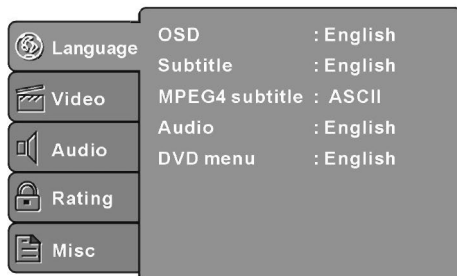 Language
Video
Audio
Rating
Misc
OSD : English
Subtitle : English
MPEG4 subtitle : ASCII
Audio : English
DVD menu : English